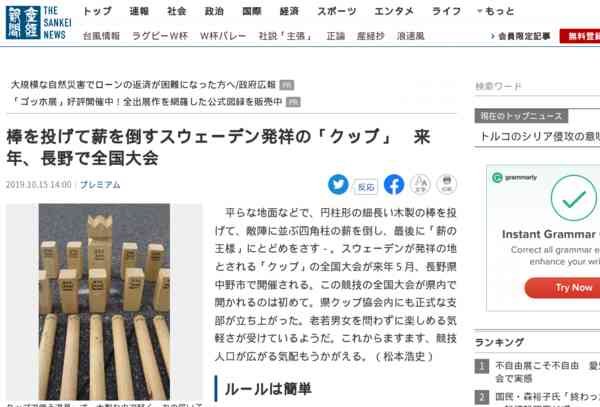 産経新聞 THE SANKEI NEWS
トップ 速報 社会 政治 国際 経済 スポーツ エンタメ ライフ もっと
台風情報 ラグビーW杯 W杯バレー 社説「主張」 正論 産経抄 浪速風
会員限定記事 無料登録
大規模な自然災害でローンの返済が困難になった方へ/政府広報 PR
「ゴッホ展」好評開催中！全出展作を網羅した公式図録を販売中 PR
検索ワード
現在のトップニュース
トルコのシリア侵攻の意味
棒を投げて薪を倒すスウェーデン発祥の「クッブ」　来
年、長野で全国大会
2019.10.15 14:00 プレミアム
反応
文字
印刷
平らな地面などで、円柱形の細長い木製の棒を投
げて、敵陣に並ぶ四角柱の薪を倒し、最後に「薪の
王様」にとどめをさす－。スウェーデンが発祥の地
とされる「クッブ」の全国大会が来年５月、長野県
中野市で開催される。この競技の全国大会が県内で
開かれるのは初めて。県クッブ協会内にも正式な支
部が立ち上がった。老若男女を問わずに楽しめる気
軽さが受けているようだ。これからますます、競技
人口が広がる気配もうかがえる。（松本浩史）
ルールは簡単
grammarly
Instant Grammar
Correct all grammar e
Try Now
ランキング
1 不自由展こそ不自由
会で実感
2 国民・森裕子氏「終わっ